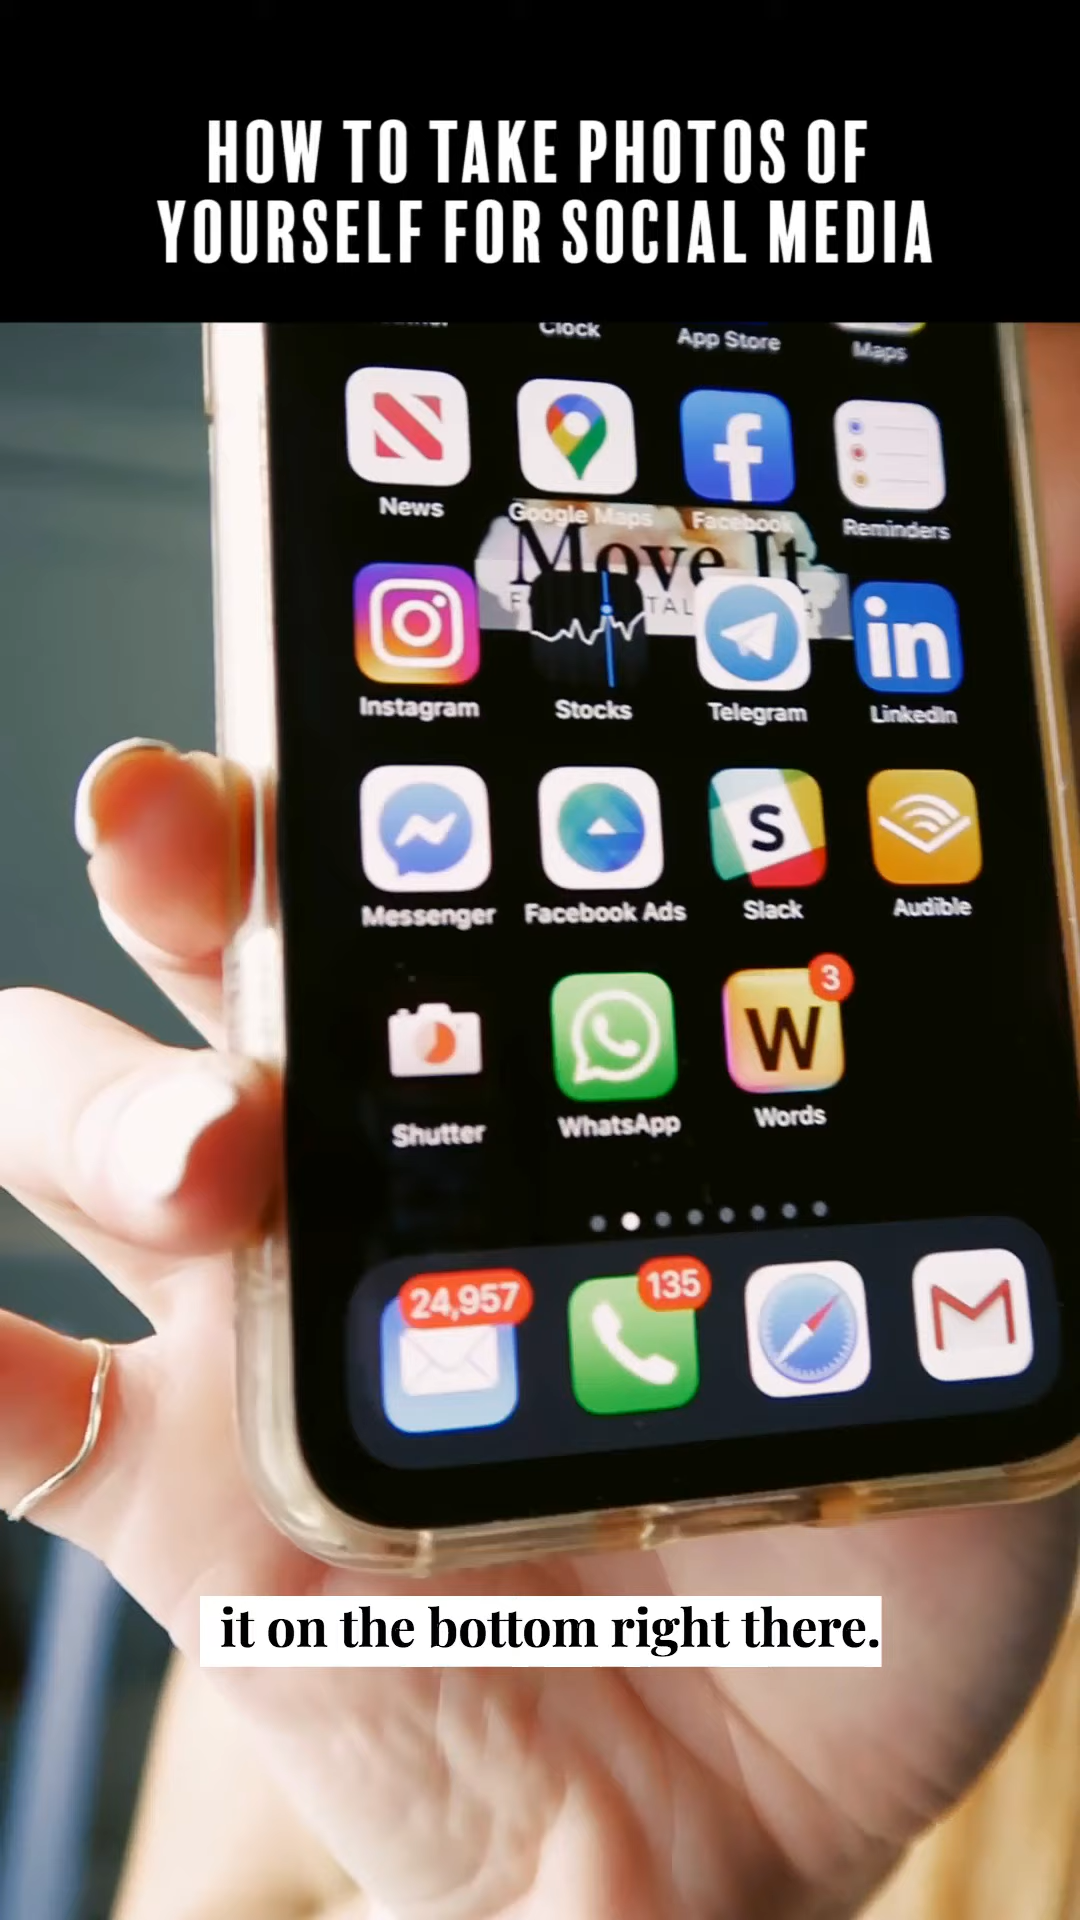 HOW TO TAKE PHOTOS OF
YOURSELF FOR SOCIAL MEDIA
Clock
App Store
Maps
News
Google Maps
Facebook
Reminders
Move It
Instagram
Stocks
Telegram
in
LinkedIn
S
Messenger
Facebook Ads
Slack
Audible
3
W
Shutter
WhatsApp
Words
24,957
135
it on the bottom right there.